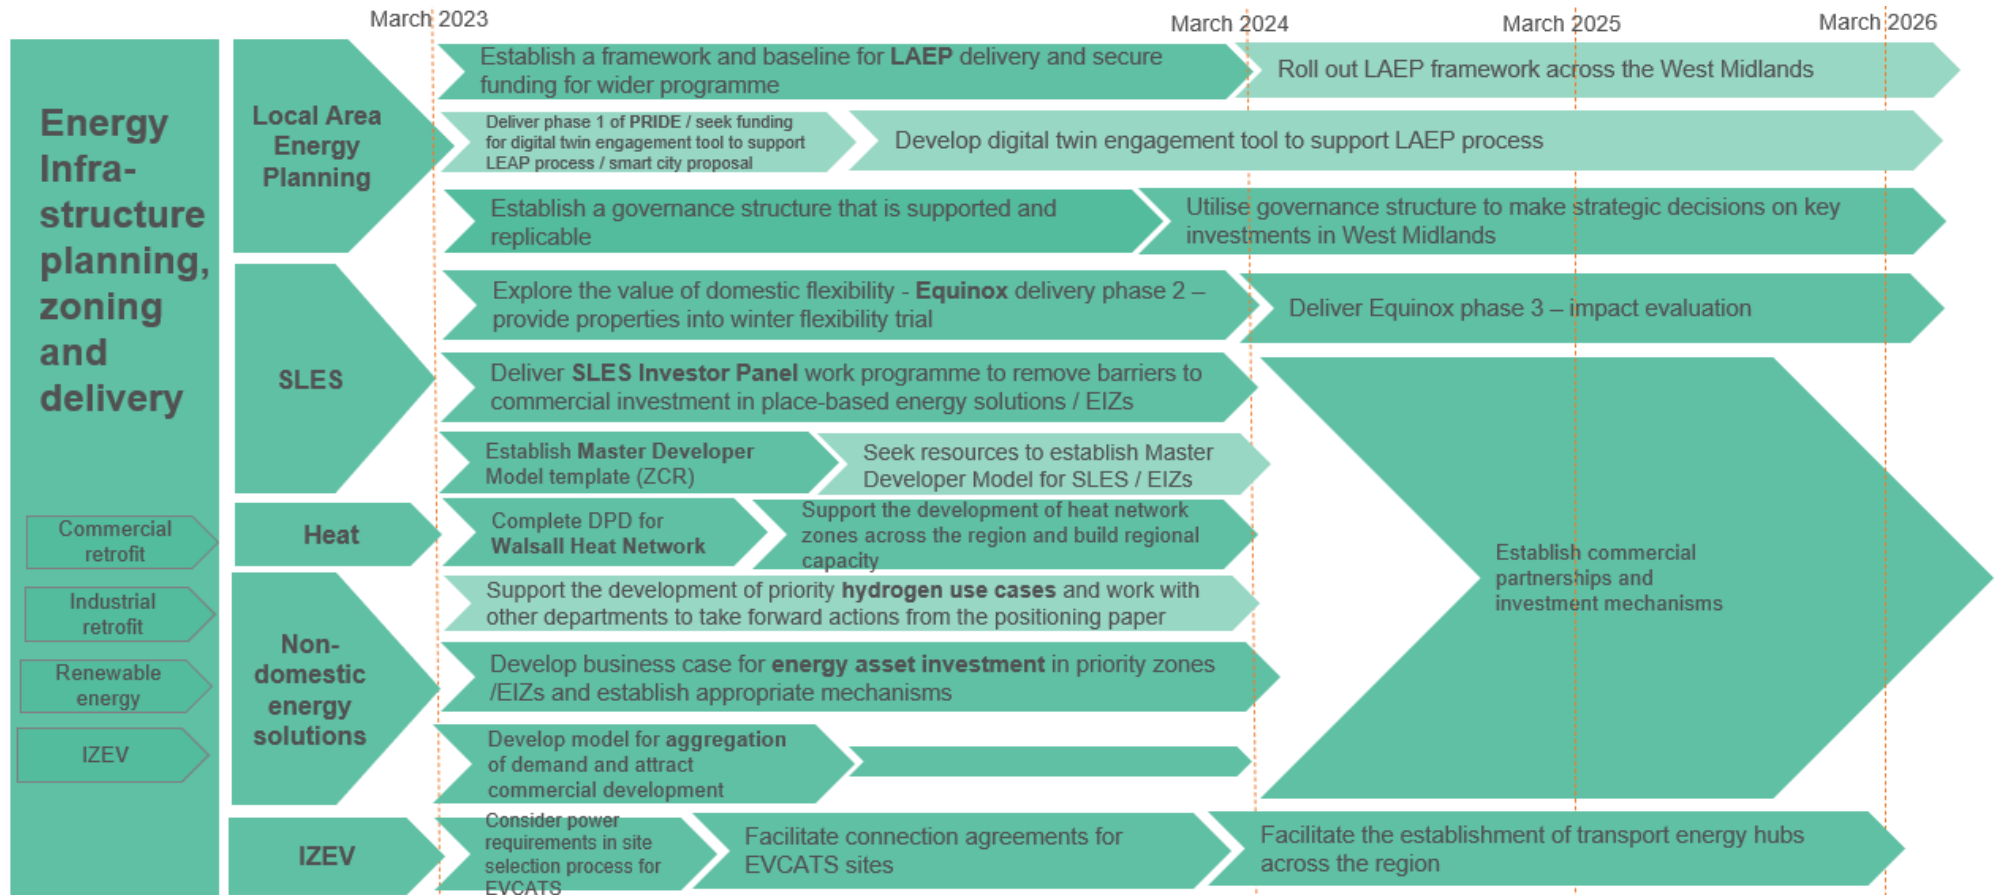 March 2023
March 2024
March 2025
March 2026
Energy
Infra-
structure
planning,
zoning
and
delivery
Commercial
retrofit
Industrial
retrofit
Renewable
energy
IZEV
Local Area
Energy
Planning
Establish a framework and baseline for LAEP delivery and secure
funding for wider programme
Roll out LAEP framework across the West Midlands
Deliver phase 1 of PRIDE / seek funding
for digital twin engagement tool to support
LEAP process / smart city proposal
Develop digital twin engagement tool to support LAEP process
Establish a governance structure that is supported and
replicable
Utilise governance structure to make strategic decisions on key
investments in West Midlands
SLES
Explore the value of domestic flexibility - Equinox delivery phase 2 –
provide properties into winter flexibility trial
Deliver Equinox phase 3 – impact evaluation
Deliver SLES Investor Panel work programme to remove barriers to
commercial investment in place-based energy solutions / EIZs
Establish Master Developer
Model template (ZCR)
Seek resources to establish Master
Developer Model for SLES / EIZs
Heat
Complete DPD for
Walsall Heat Network
Support the development of heat network
zones across the region and build regional
capacity
Non-
domestic
energy
solutions
Support the development of priority hydrogen use cases and work with
other departments to take forward actions from the positioning paper
Develop business case for energy asset investment in priority zones
/EIZs and establish appropriate mechanisms
Develop model for aggregation
of demand and attract
commercial development
Establish commercial
partnerships and
investment mechanisms
IZEV
Consider power
requirements in site
selection process for
EVCATS
Facilitate connection agreements for
EVCATS sites
Facilitate the establishment of transport energy hubs
across the region